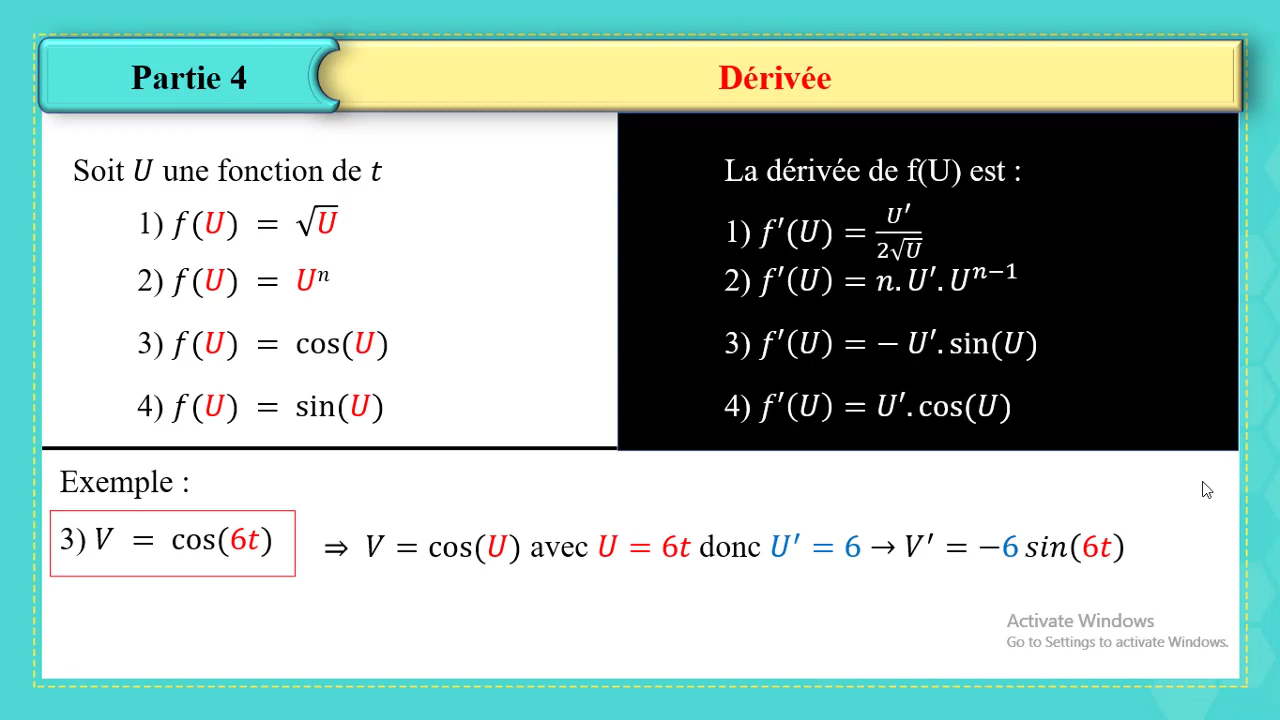 Partie 4
Dérivée
Soit U une fonction de t
1) f(U) = √U
2) f(U) = Uⁿ
3) f(U) = cos(U)
4) f(U) = sin(U)
La dérivée de f(U) est :
1) f′(U) = U′/(2√U)
2) f′(U) = n. U′. Uⁿ⁻¹
3) f′(U) = − U′. sin(U)
4) f′(U) = U′. cos(U)
Exemple :
3) V = cos(6t) ⇒ V = cos(U) avec U = 6t donc U′ = 6 → V′ = −6 sin(6t)
Activate Windows
Go to Settings to activate Windows.